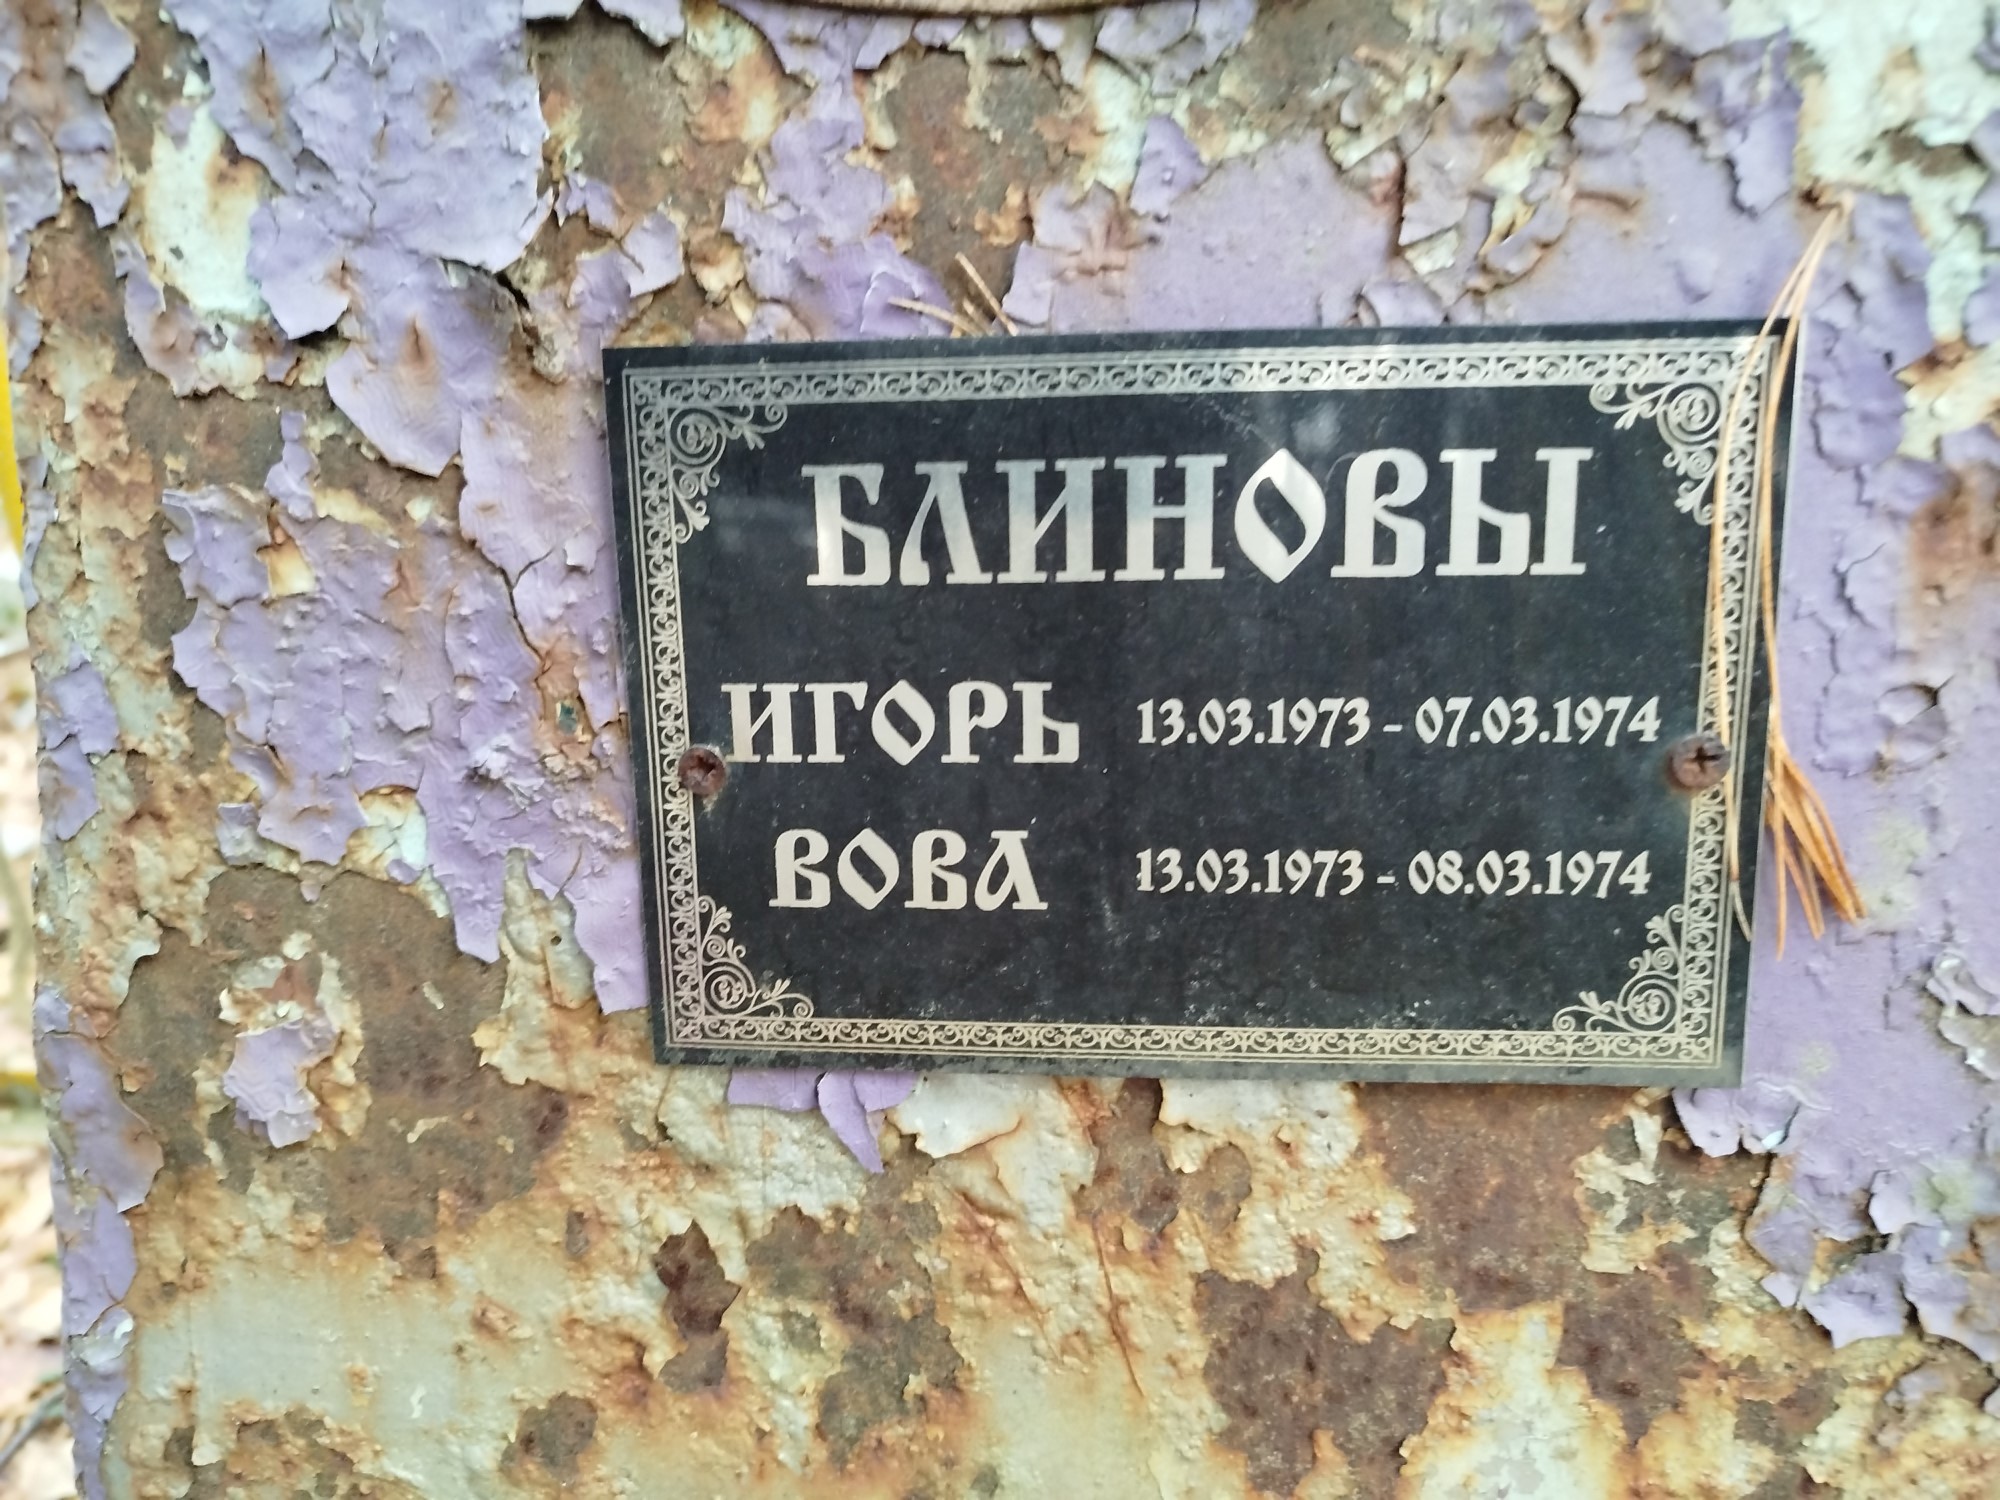 БЛИНОВЫ
ИГОРЬ 13.03.1973 - 07.03.1974
ВОВА 13.03.1973 - 08.03.1974